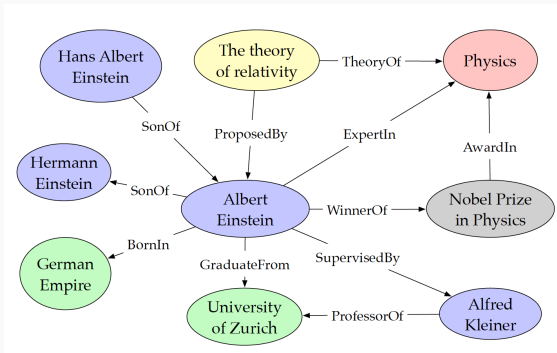 Hans Albert
Einstein
The theory
of relativity
TheoryOf
Physics
SonOf
ProposedBy
ExpertIn
AwardIn
Hermann
Einstein
SonOf
Albert
Einstein
WinnerOf
Nobel Prize
in Physics
BornIn
German
Empire
GraduateFrom
SupervisedBy
University
of Zurich
ProfessorOf
Alfred
Kleiner